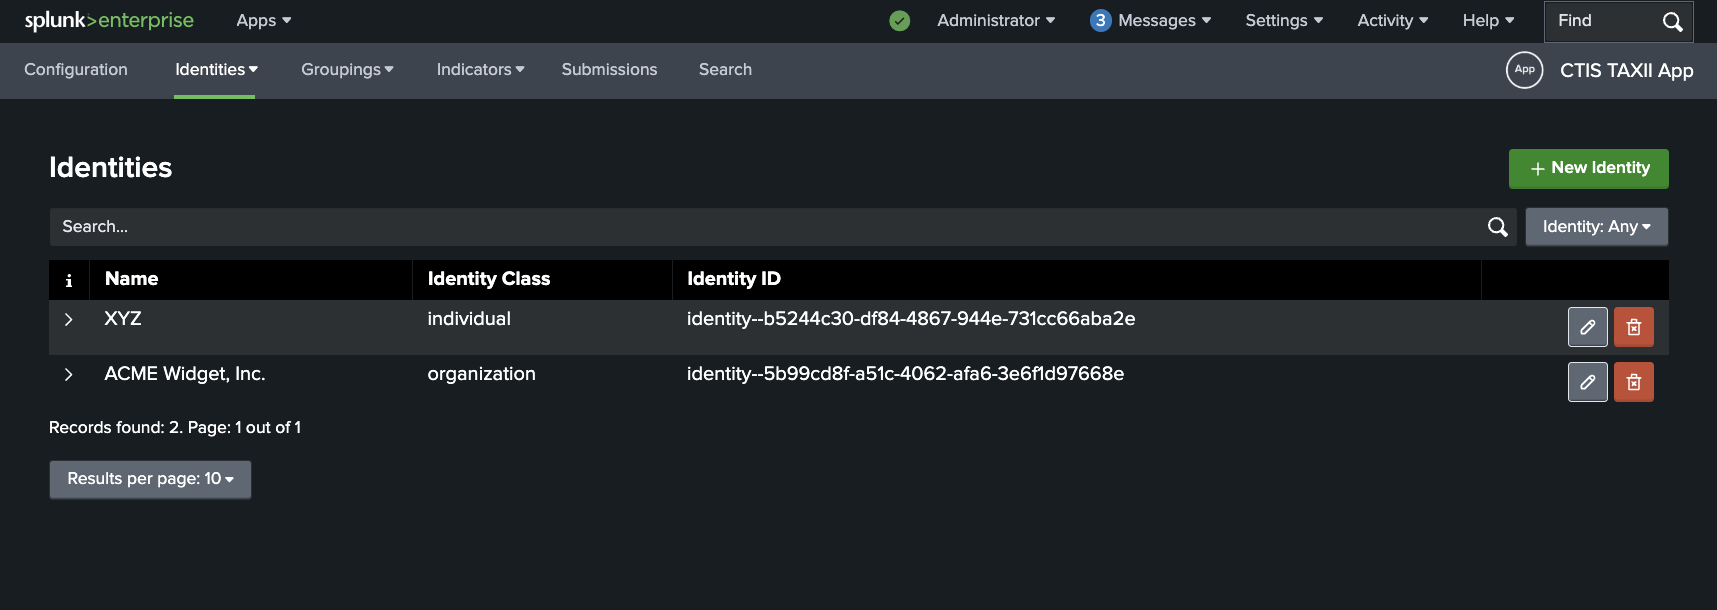 splunk>enterprise Apps Administrator 3 Messages Settings Activity Help Find
Configuration Identities Groupings Indicators Submissions Search App CTIS TAXII App
Identities + New Identity
Search... Identity: Any
i Name Identity Class Identity ID
XYZ individual identity--b5244c30-df84-4867-944e-731cc66aba2e
ACME Widget, Inc. organization identity--5b99cd8f-a51c-4062-afa6-3e6f1d97668e
Records found: 2. Page: 1 out of 1
Results per page: 10